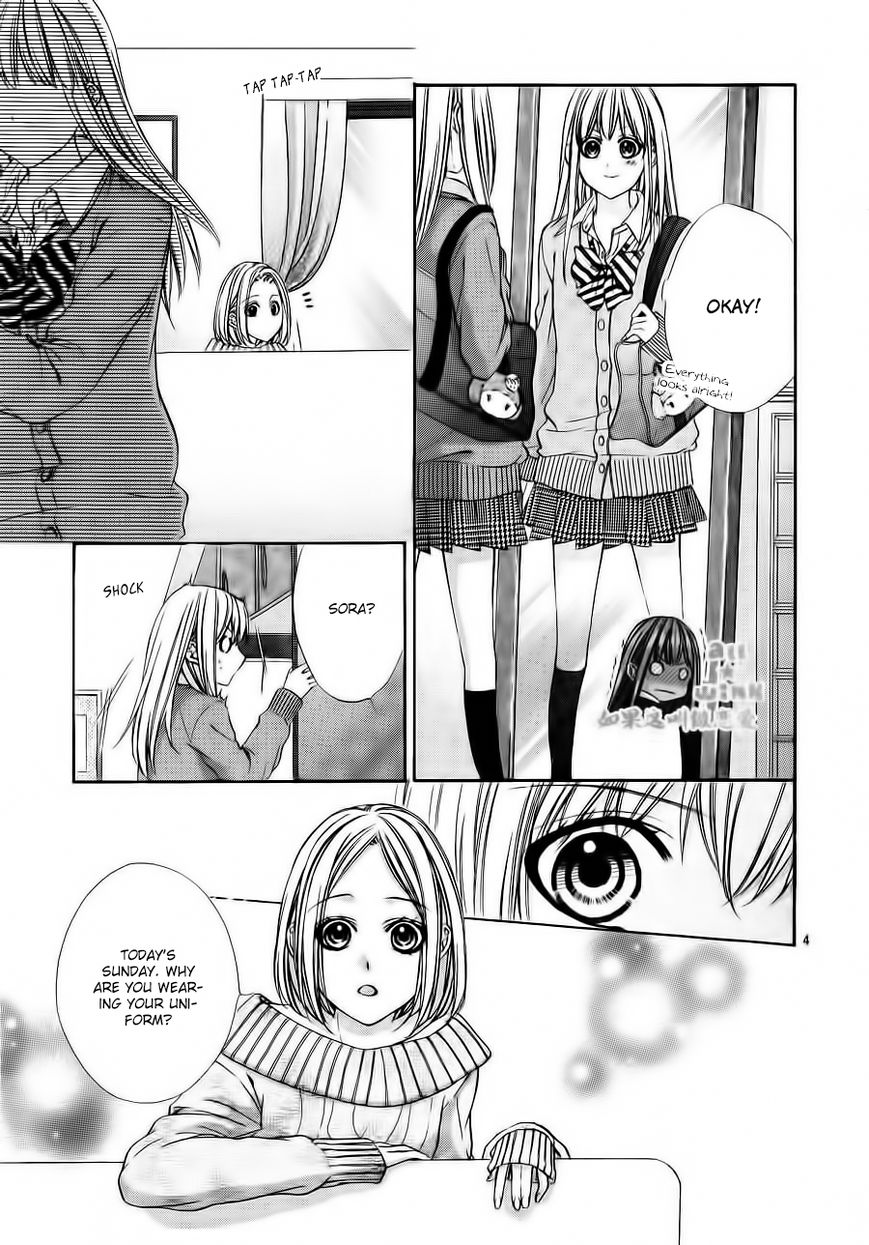 OKAY!
Everything
looks alright!
all
TAP TAP-TAP
SORA?
SHOCK
4
TODAY'S
SUNDAY. WHY
ARE YOU WEAR-
ING YOUR UNI-
FORM?